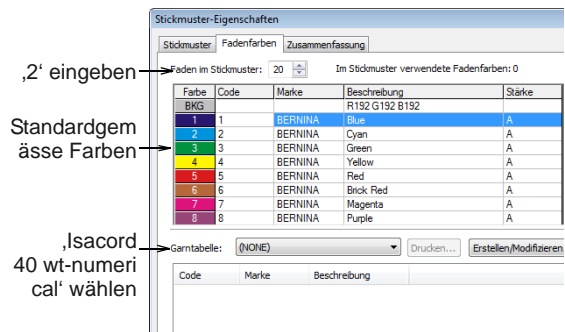 Stickmuster-Eigenschaften
Stickmuster Fadenfarben Zusammenfassung
‚2‘ eingeben
Faden im Stickmuster: 20 Im Stickmuster verwendete Fadenfarben: 0
Farbe Code Marke Beschreibung Stärke
BKG R192 G192 B192
1 1 BERNINA Blue A
2 2 BERNINA Cyan A
3 3 BERNINA Green A
4 4 BERNINA Yellow A
5 5 BERNINA Red A
6 6 BERNINA Brick Red A
7 7 BERNINA Magenta A
8 8 BERNINA Purple A
Standardgem
ässe Farben
Garntabelle: (NONE) Drucken... Erstellen/Modifizieren
‚Isacord
40 wt-numeri
cal‘ wählen
Code Marke Beschreibung